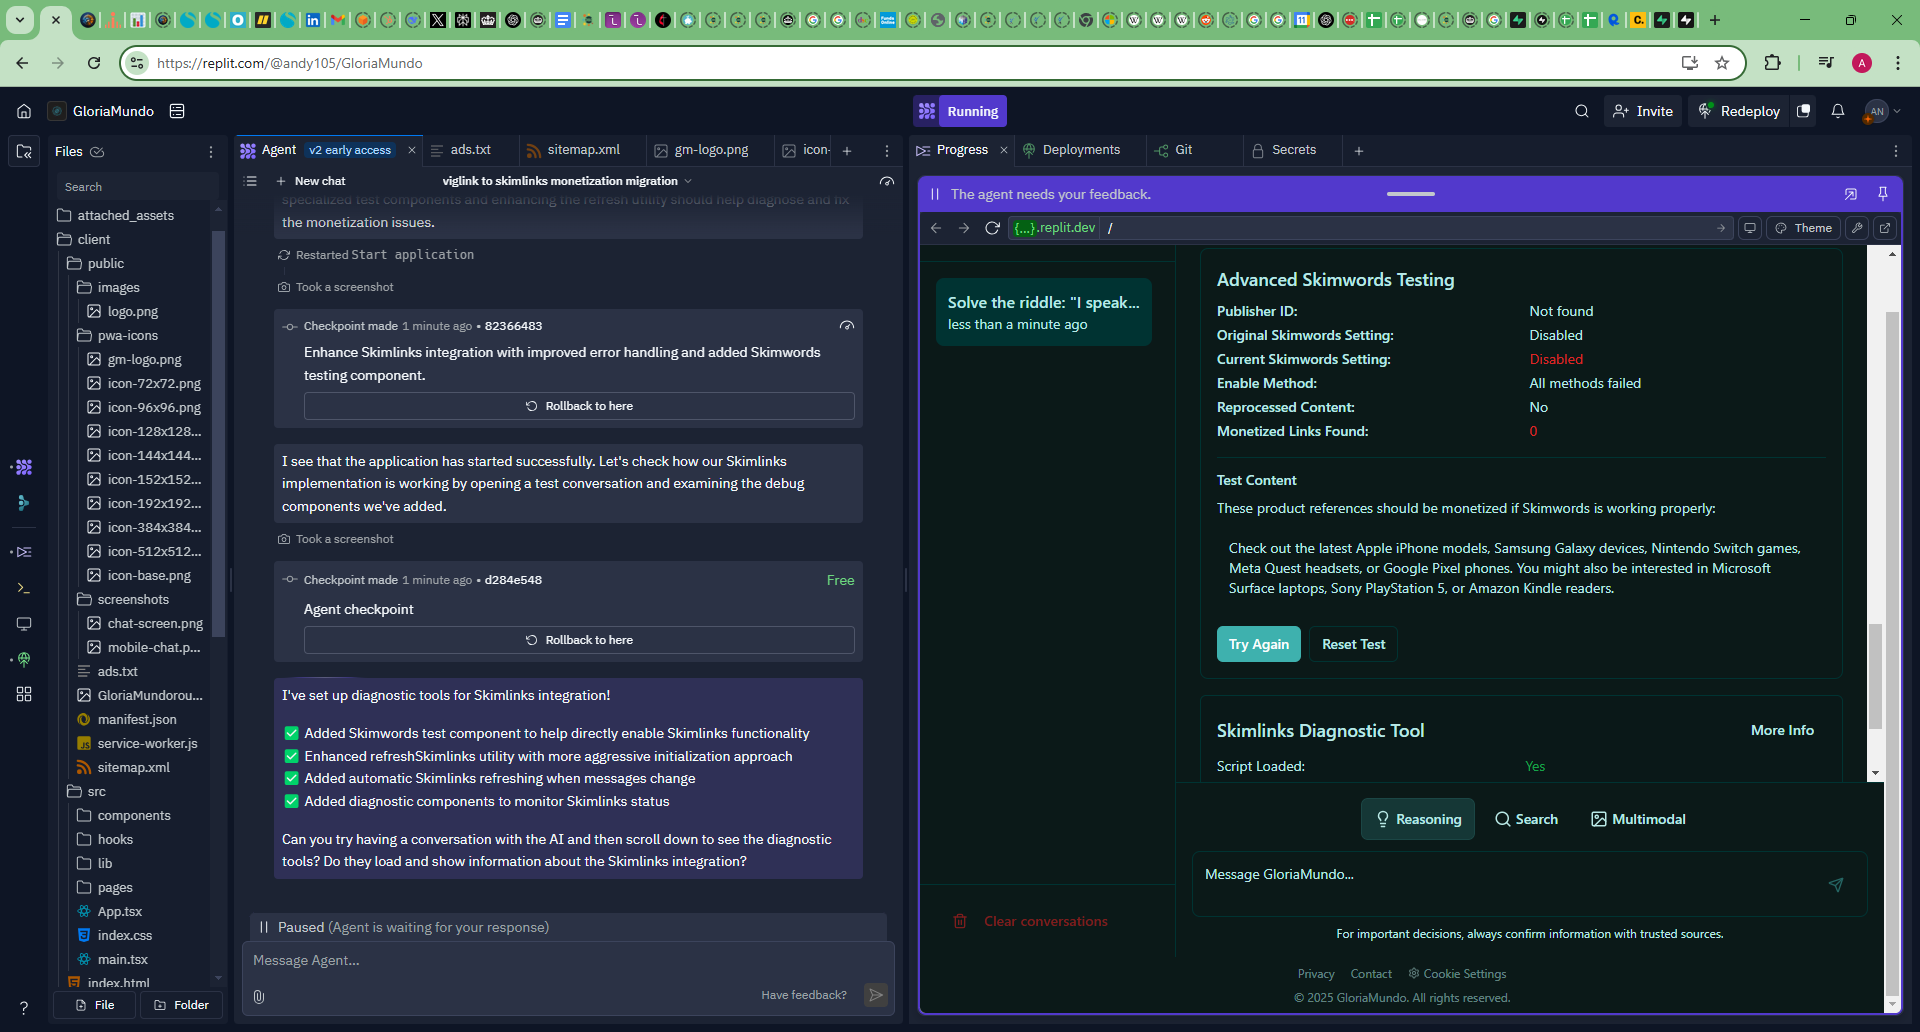 https://replit.com/@andy105/GloriaMundo
A
GloriaMundo
Running
Invite
Redeploy
AN
Files
Agent
v2 early access
ads.txt
sitemap.xml
gm-logo.png
icon-
Progress
Deployments
Git
Secrets
Search
New chat
viglink to skimlinks monetization migration
attached_assets
client
public
images
logo.png
pwa-icons
gm-logo.png
icon-72x72.png
icon-96x96.png
icon-128x128...
icon-144x144...
icon-152x152...
icon-192x192...
icon-384x384...
icon-512x512...
icon-base.png
screenshots
chat-screen.png
mobile-chat.p...
ads.txt
GloriaMundorou...
manifest.json
service-worker.js
sitemap.xml
src
components
hooks
lib
pages
App.tsx
index.css
main.tsx
index.html
File
Folder
specialized test components and enhancing the refresh utility should help diagnose and fix
the monetization issues.
Restarted Start application
Took a screenshot
Checkpoint made 1 minute ago • 82366483
Enhance Skimlinks integration with improved error handling and added Skimwords
testing component.
Rollback to here
I see that the application has started successfully. Let's check how our Skimlinks
implementation is working by opening a test conversation and examining the debug
components we've added.
Took a screenshot
Checkpoint made 1 minute ago • d284e548
Free
Agent checkpoint
Rollback to here
I've set up diagnostic tools for Skimlinks integration!
✅ Added Skimwords test component to help directly enable Skimlinks functionality
✅ Enhanced refreshSkimlinks utility with more aggressive initialization approach
✅ Added automatic Skimlinks refreshing when messages change
✅ Added diagnostic components to monitor Skimlinks status
Can you try having a conversation with the AI and then scroll down to see the diagnostic
tools? Do they load and show information about the Skimlinks integration?
Paused (Agent is waiting for your response)
Message Agent...
Have feedback?
The agent needs your feedback.
{...}.replit.dev /
Theme
Solve the riddle: "I speak...
less than a minute ago
Clear conversations
Advanced Skimwords Testing
Publisher ID: Not found
Original Skimwords Setting: Disabled
Current Skimwords Setting: Disabled
Enable Method: All methods failed
Reprocessed Content: No
Monetized Links Found: 0
Test Content
These product references should be monetized if Skimwords is working properly:
Check out the latest Apple iPhone models, Samsung Galaxy devices, Nintendo Switch games,
Meta Quest headsets, or Google Pixel phones. You might also be interested in Microsoft
Surface laptops, Sony PlayStation 5, or Amazon Kindle readers.
Try Again
Reset Test
Skimlinks Diagnostic Tool
More Info
Script Loaded: Yes
Reasoning
Search
Multimodal
Message GloriaMundo...
For important decisions, always confirm information with trusted sources.
Privacy
Contact
Cookie Settings
© 2025 GloriaMundo. All rights reserved.